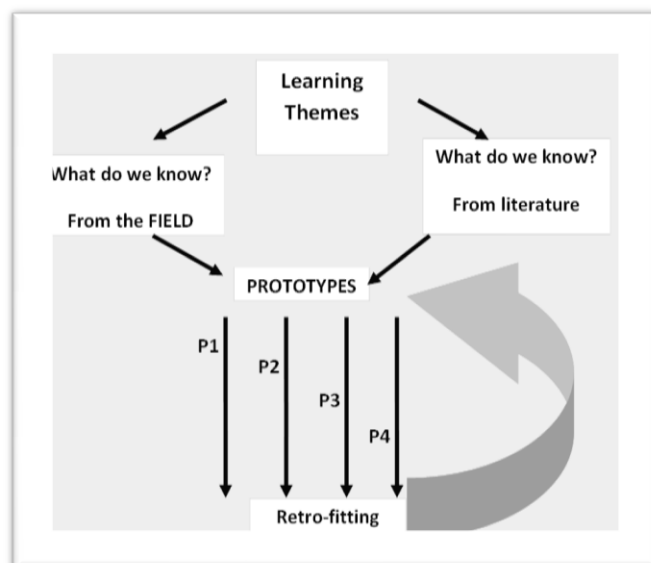 Learning
Themes
What do we know?
From the FIELD
What do we know?
From literature
PROTOTYPES
P1
P2
P3
P4
Retro-fitting